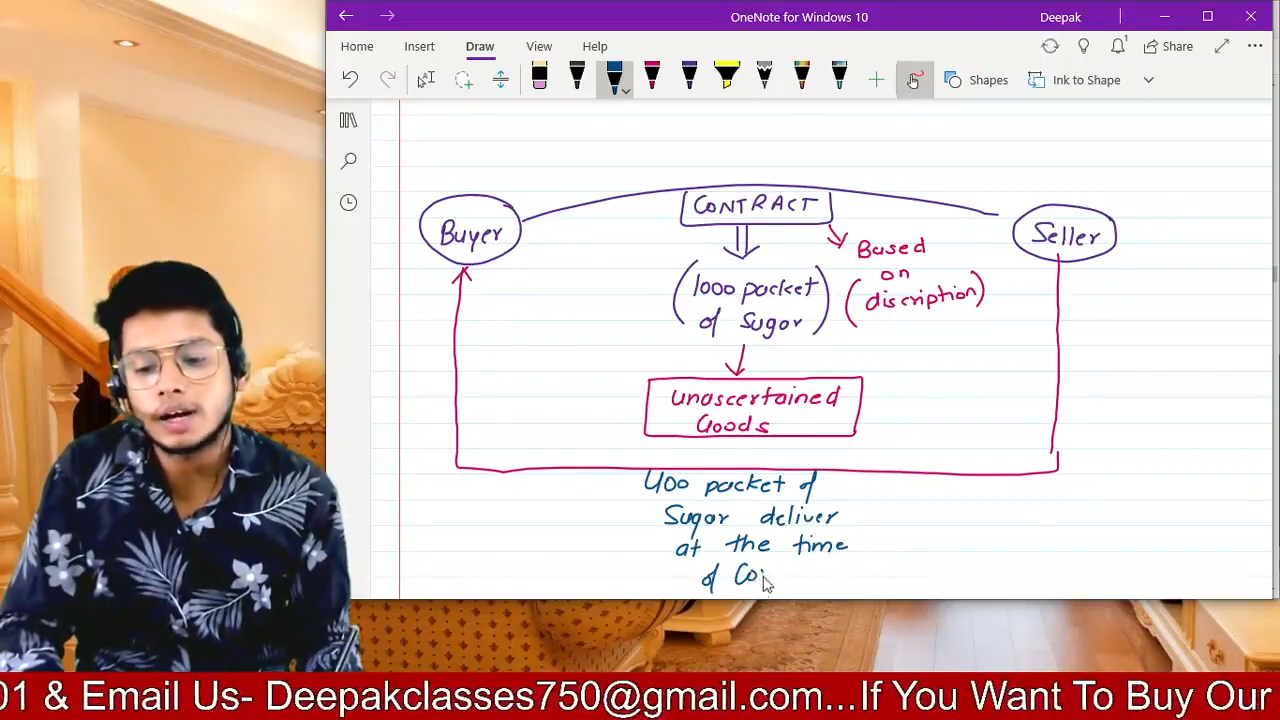 OneNote for Windows 10
Deepak
Home
Insert
Draw
View
Help
Share
Shapes
Ink to Shape
CONTRACT
Buyer
Seller
Based
on
(discription)
(1000 packet
of Sugar)
unascertained
Goods
400 packet of
Sugar deliver
at the time
of Co
01 & Email Us- Deepakclasses750@gmail.com...If You Want To Buy Our